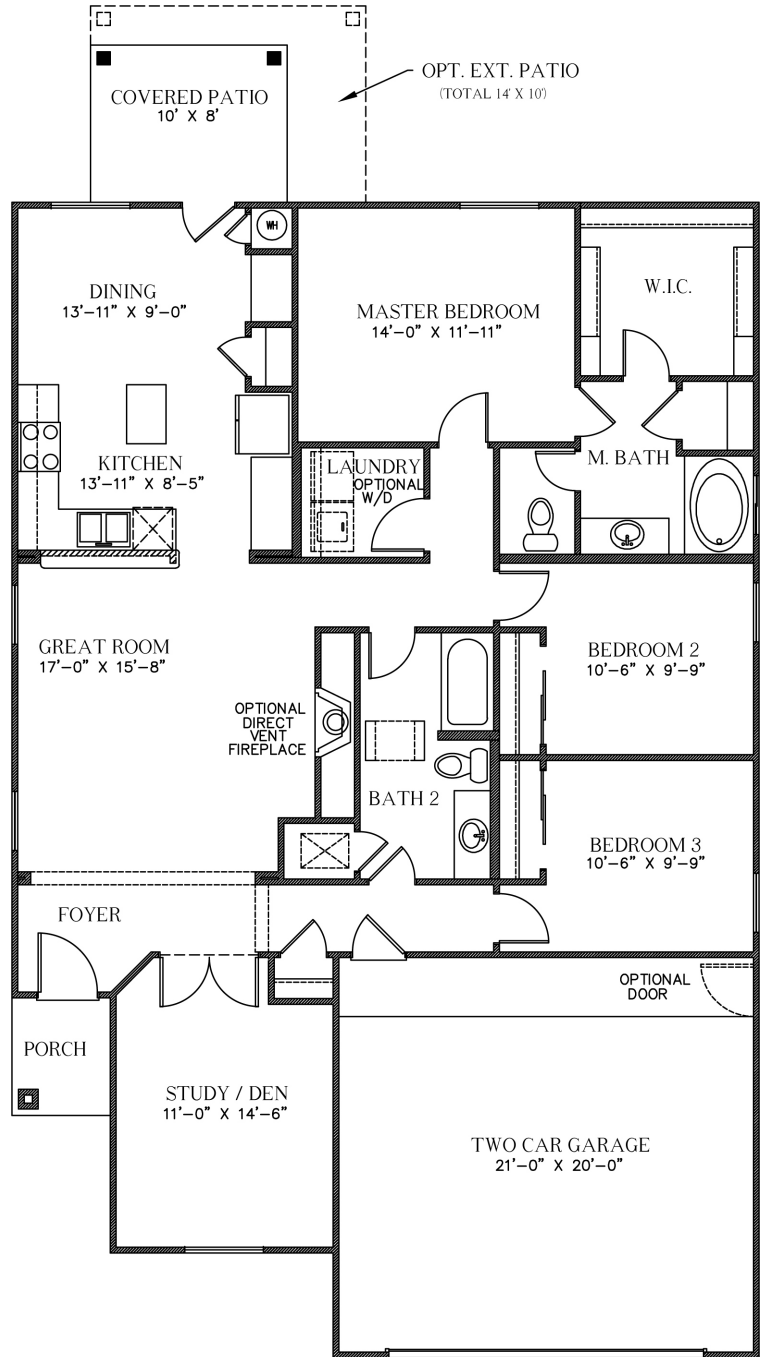 OPT. EXT. PATIO
(TOTAL 14' X 10')
COVERED PATIO
10' X 8'
WH
DINING
13'-11" X 9'-0"
MASTER BEDROOM
14'-0" X 11'-11"
W.I.C.
KITCHEN
13'-11" X 8'-5"
LAUNDRY
OPTIONAL
W/D
M. BATH
GREAT ROOM
17'-0" X 15'-8"
BEDROOM 2
10'-6" X 9'-9"
OPTIONAL
DIRECT
VENT
FIREPLACE
BATH 2
BEDROOM 3
10'-6" X 9'-9"
FOYER
OPTIONAL
DOOR
PORCH
STUDY / DEN
11'-0" X 14'-6"
TWO CAR GARAGE
21'-0" X 20'-0"